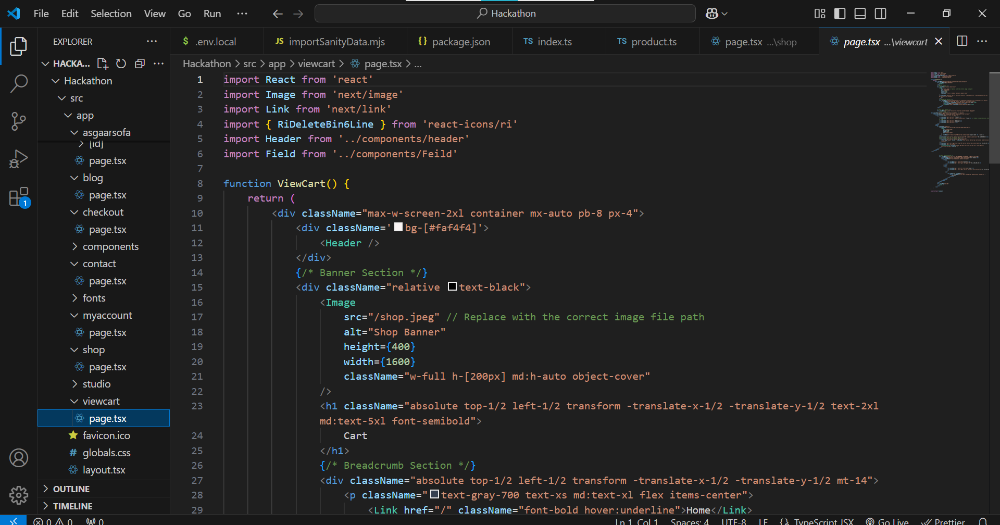 File Edit Selection View Go Run ··· Hackathon
EXPLORER ···
HACKA... ···
Hackathon
src
app
asgaarsofa
[id]
page.tsx
blog
page.tsx
checkout
page.tsx
components
contact
page.tsx
fonts
myaccount
page.tsx
shop
page.tsx
studio
viewcart
page.tsx
favicon.ico
# globals.css
layout.tsx
OUTLINE
TIMELINE
1
$ .env.local JS importSanityData.mjs {} package.json TS index.ts TS product.ts page.tsx ...\shop page.tsx ...\viewcart ···
Hackathon > src > app > viewcart > page.tsx > ...
1 import React from 'react'
2 import Image from 'next/image'
3 import Link from 'next/link'
4 import { RiDeleteBin6Line } from 'react-icons/ri'
5 import Header from '../components/header'
6 import Field from '../components/Feild'
7
8 function ViewCart() {
9 return (
10 <div className="max-w-screen-2xl container mx-auto pb-8 px-4">
11 <div className='bg-[#faf4f4]'>
12 <Header />
13 </div>
14 {/* Banner Section */}
15 <div className="relative text-black">
16 <Image
17 src="/shop.jpeg" // Replace with the correct image file path
18 alt="Shop Banner"
19 height={400}
20 width={1600}
21 className="w-full h-[200px] md:h-auto object-cover"
22 />
23 <h1 className="absolute top-1/2 left-1/2 transform -translate-x-1/2 -translate-y-1/2 text-2xl
md:text-5xl font-semibold">
24 Cart
25 </h1>
26 {/* Breadcrumb Section */}
27 <div className="absolute top-1/2 left-1/2 transform -translate-x-1/2 -translate-y-1/2 mt-14">
28 <p className="text-gray-700 text-xs md:text-xl flex items-center">
29 <Link href="/" className="font-bold hover:underline">Home</Link>
0 0 0 Ln 1, Col 1 Spaces: 4 UTF-8 LF {} TypeScript JSX Go Live Prettier